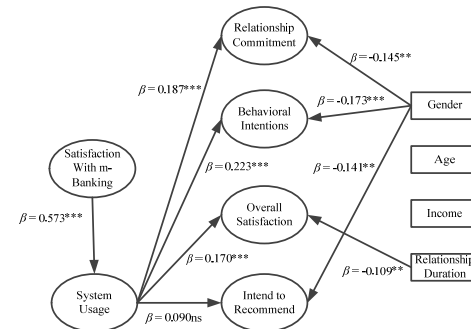 Relationship
Commitment
β = -0.145**
β = 0.187***
Behavioral
Intentions
β = -0.173***
Gender
Satisfaction
With m-
Banking
β = 0.223***
β = -0.141**
Age
β = 0.573***
Overall
Satisfaction
Income
β = 0.170***
β = -0.109**
Relationship
Duration
System
Usage
Intend to
Recommend
β = 0.090ns